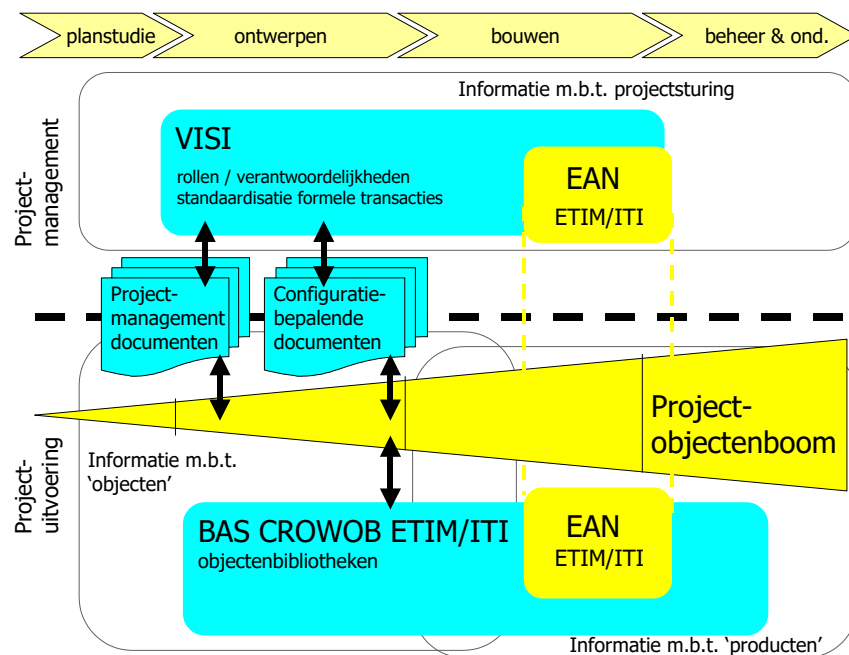 planstudie
ontwerpen
bouwen
beheer & ond.
Informatie m.b.t. projectsturing
Project-
management
VISI
rollen / verantwoordelijkheden
standaardisatie formele transacties
EAN
ETIM/ITI
Project-
management
documenten
Configuratie-
bepalende
documenten
Project-
objectenboom
Project-
uitvoering
Informatie m.b.t.
‘objecten’
BAS CROWOB ETIM/ITI
objectenbibliotheken
EAN
ETIM/ITI
Informatie m.b.t. ‘producten’